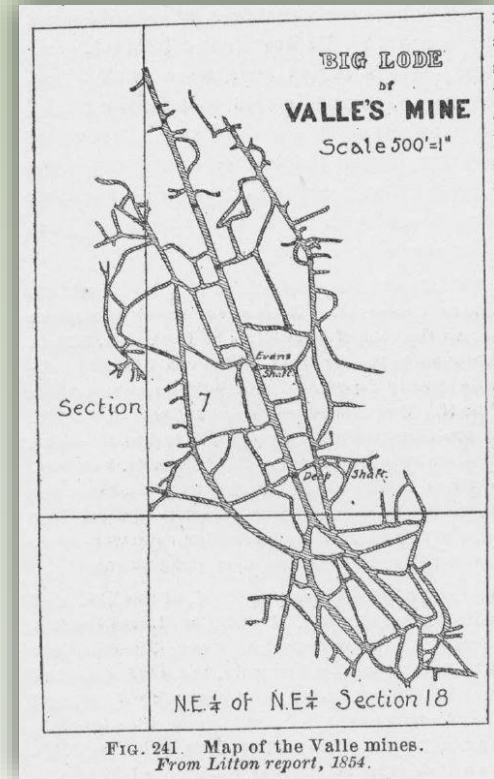 BIG LODE
of
VALLE'S MINE
Scale 500'=1"
Evans
Shaft
Section 7
Deep Shaft.
N.E.¼ of N.E¼ Section 18
FIG. 241. Map of the Valle mines.
From Litton report, 1854.